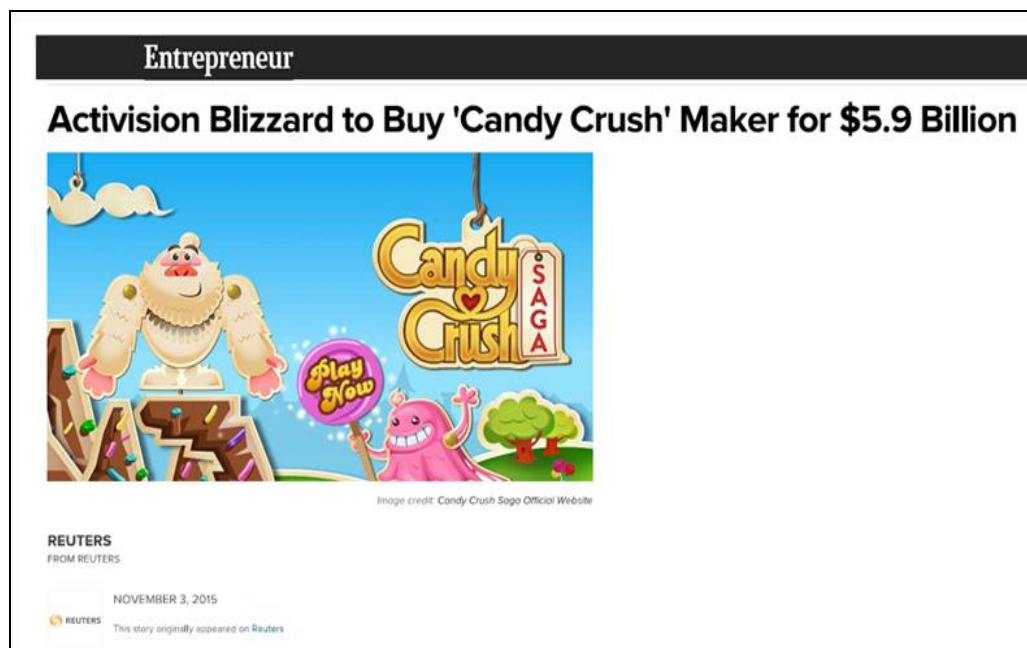 Entrepreneur
Activision Blizzard to Buy 'Candy Crush' Maker for $5.9 Billion
Candy
Crush
SAGA
Play
Now
Image credit: Candy Crush Saga Official Website
REUTERS
FROM REUTERS
NOVEMBER 3, 2015
REUTERS
This story originally appeared on Reuters